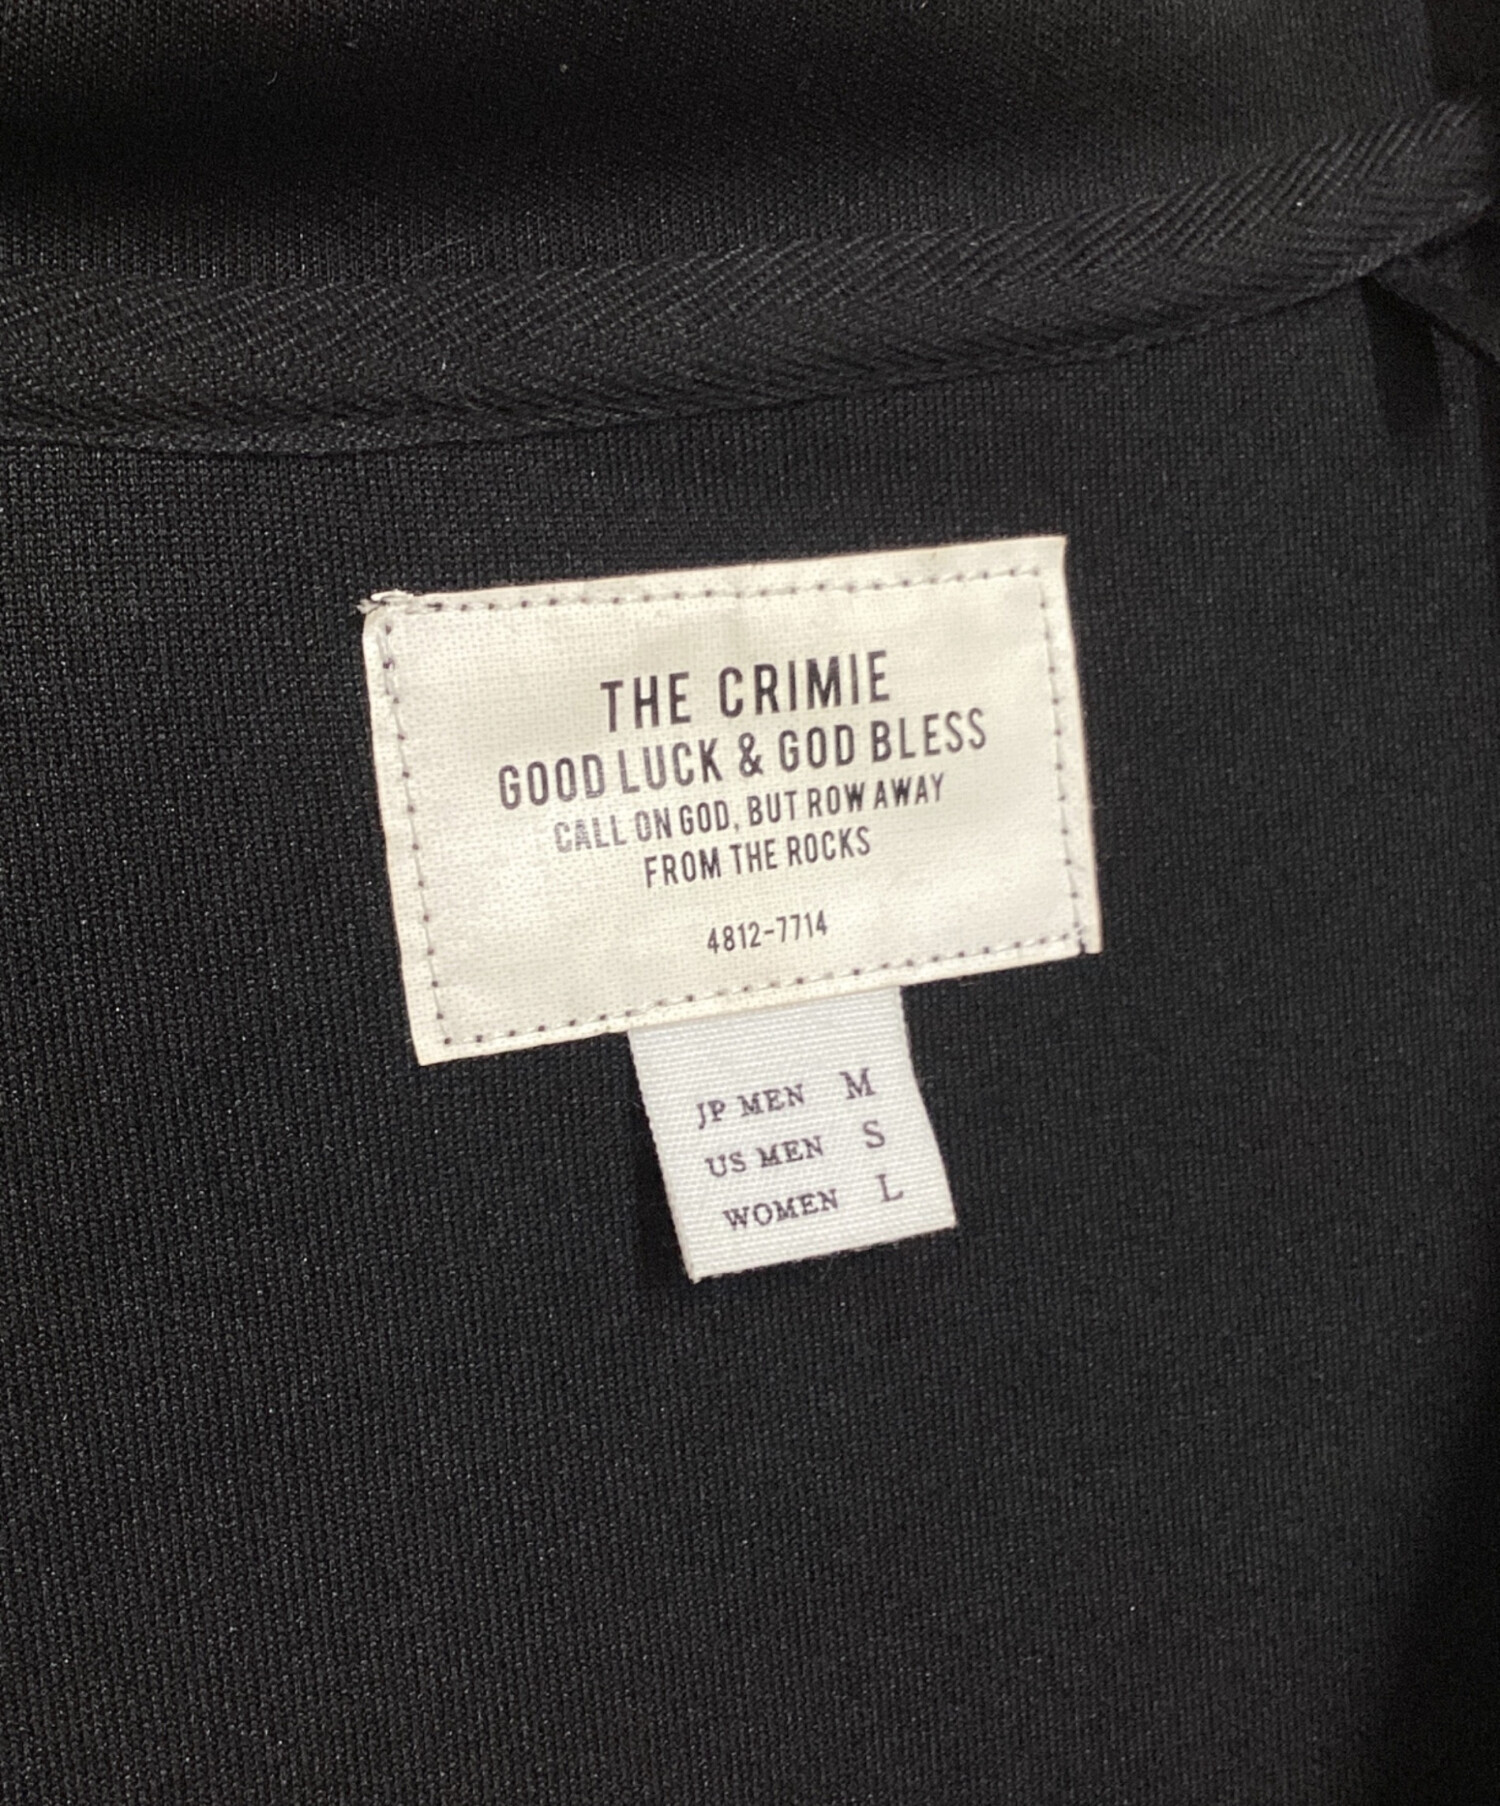 THE CRIMIE
GOOD LUCK & GOD BLESS
CALL ON GOD, BUT ROW AWAY
FROM THE ROCKS
4812-7714
JP MEN M
US MEN S
WOMEN L